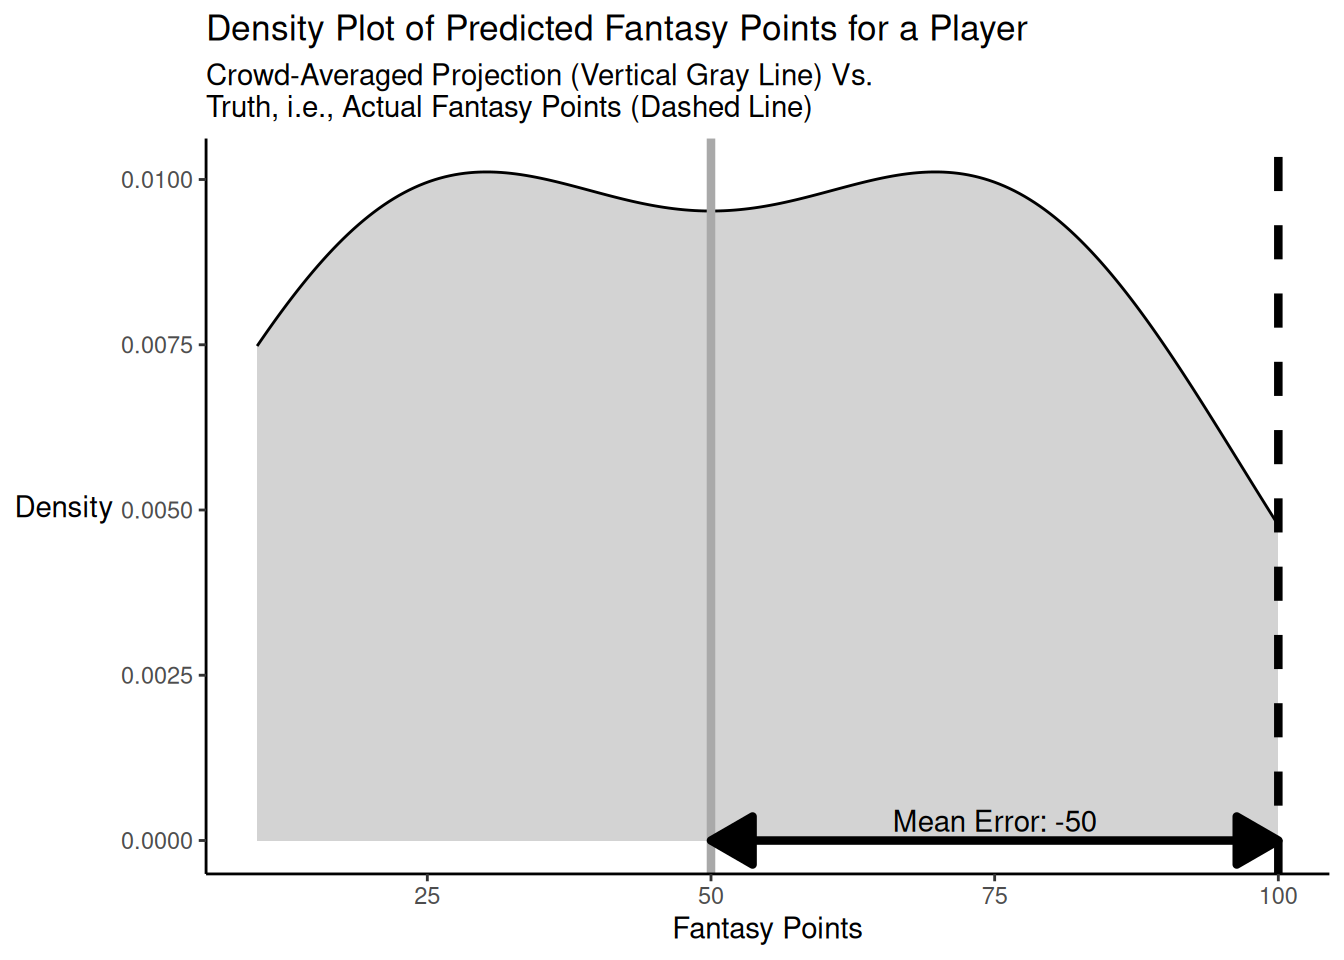 Density Plot of Predicted Fantasy Points for a Player
Crowd-Averaged Projection (Vertical Gray Line) Vs.
Truth, i.e., Actual Fantasy Points (Dashed Line)
0.0100
0.0075
Density
0.0050
0.0025
0.0000
Mean Error: -50
25
50
75
100
Fantasy Points